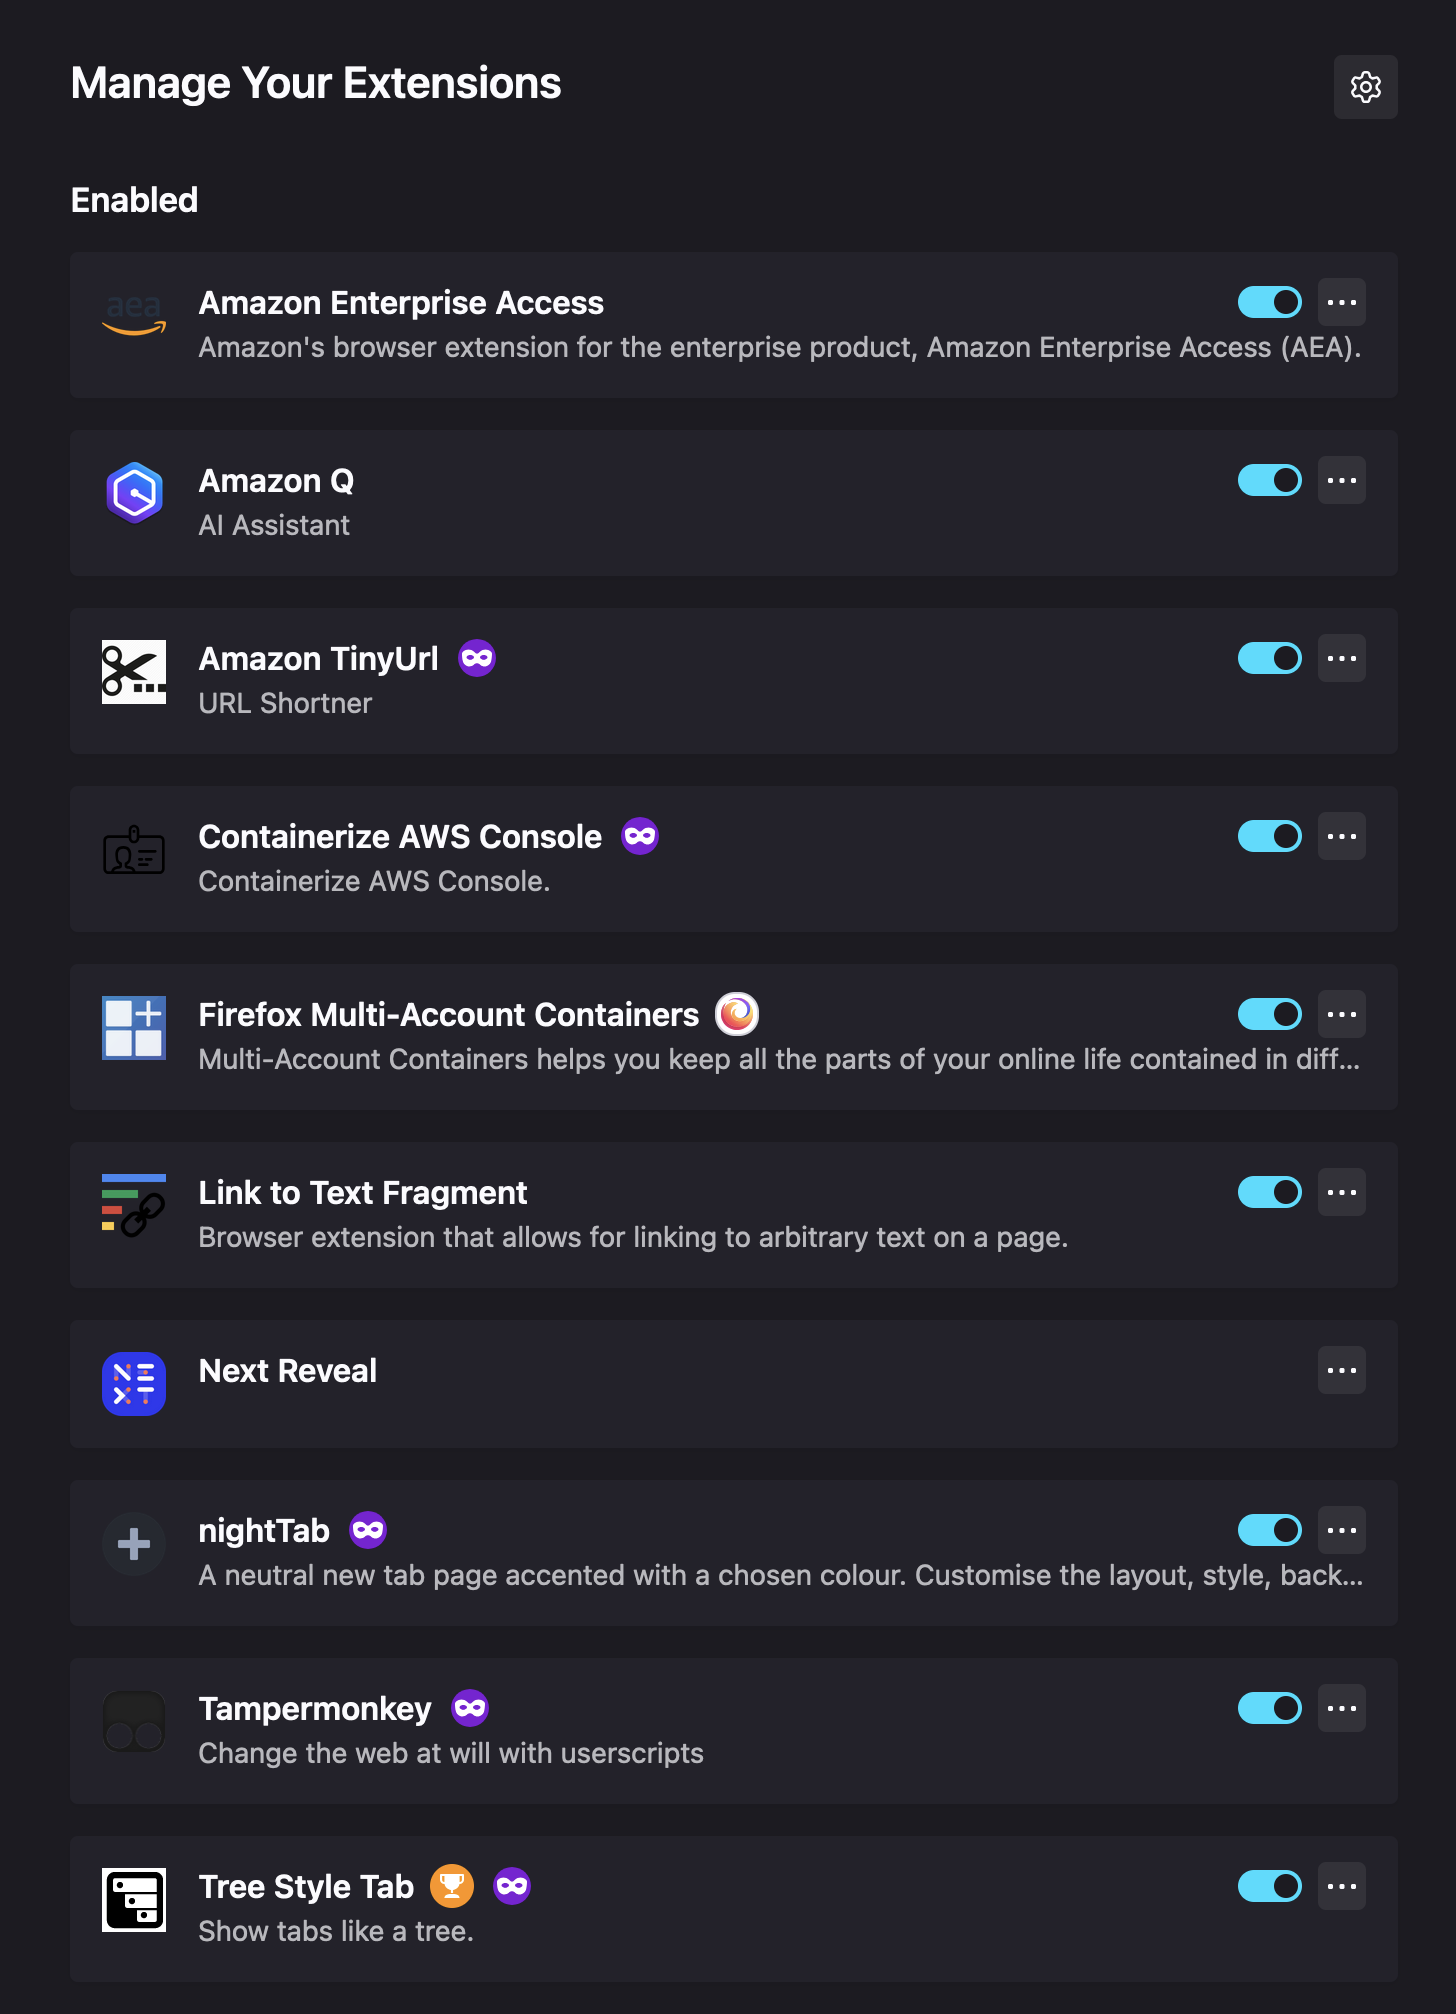 Manage Your Extensions
Enabled
aea
Amazon Enterprise Access
Amazon's browser extension for the enterprise product, Amazon Enterprise Access (AEA).
Amazon Q
AI Assistant
Amazon TinyUrl
URL Shortner
Containerize AWS Console
Containerize AWS Console.
Firefox Multi-Account Containers
Multi-Account Containers helps you keep all the parts of your online life contained in diff...
Link to Text Fragment
Browser extension that allows for linking to arbitrary text on a page.
NEXT
Next Reveal
nightTab
A neutral new tab page accented with a chosen colour. Customise the layout, style, back...
Tampermonkey
Change the web at will with userscripts
Tree Style Tab
Show tabs like a tree.